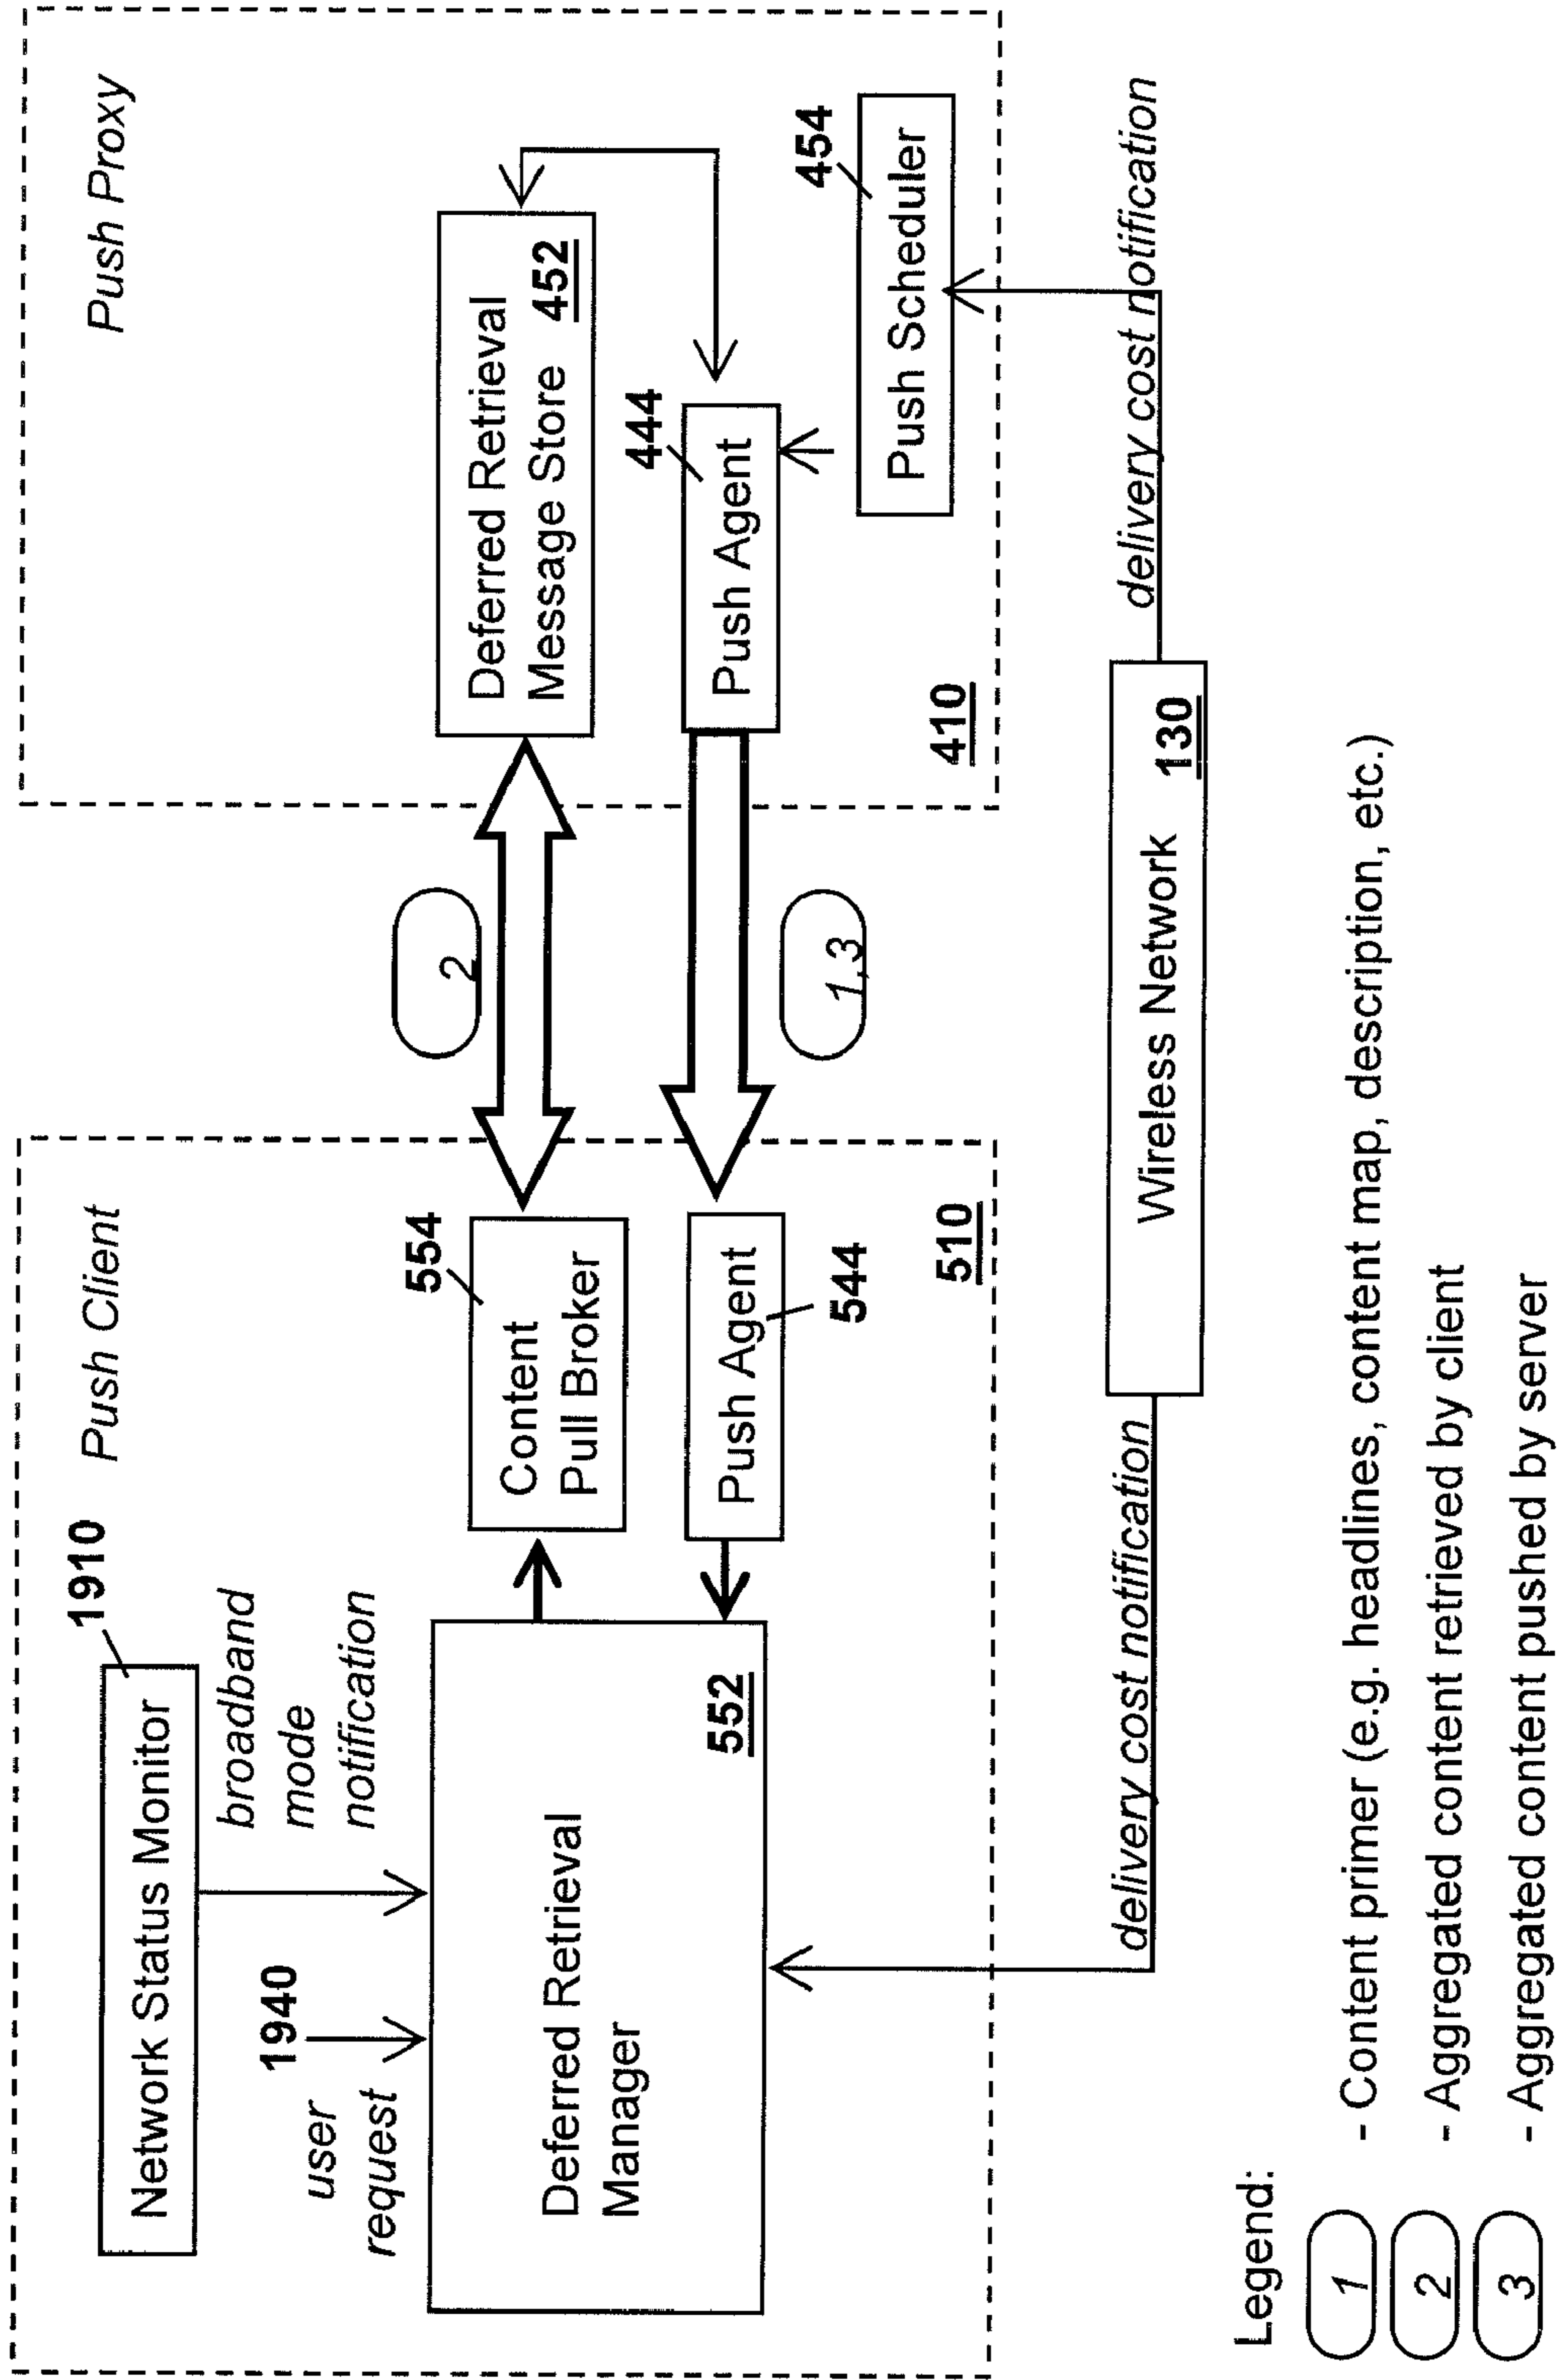 Push Client
Push Proxy
1910
Network Status Monitor
broadband
mode
notification
1940
user
request
Deferred Retrieval
Manager
552
554
Content
Pull Broker
Push Agent
544
510
2
1,3
Deferred Retrieval
Message Store 452
444
Push Agent
454
Push Scheduler
410
delivery cost notification
Wireless Network 130
delivery cost notification
Legend:
1 - Content primer (e.g. headlines, content map, description, etc.)
2 - Aggregated content retrieved by client
3 - Aggregated content pushed by server